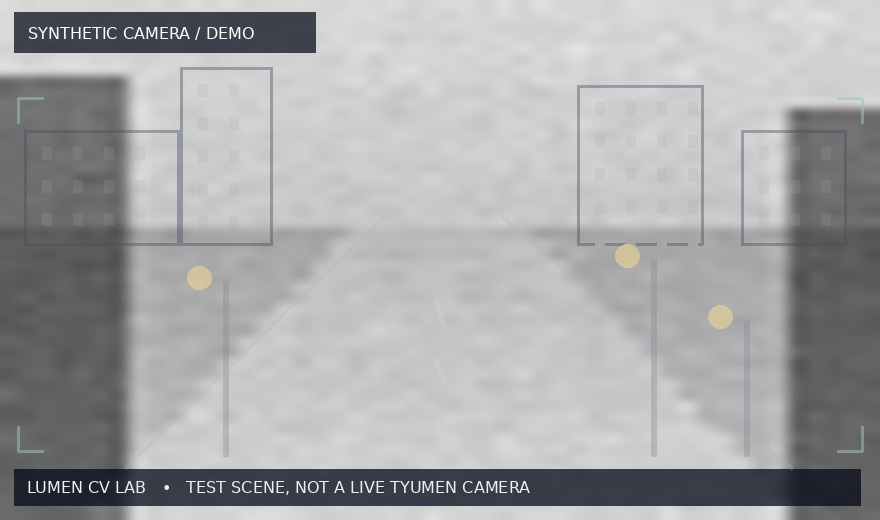 SYNTHETIC CAMERA / DEMO
LUMEN CV LAB • TEST SCENE, NOT A LIVE TYUMEN CAMERA